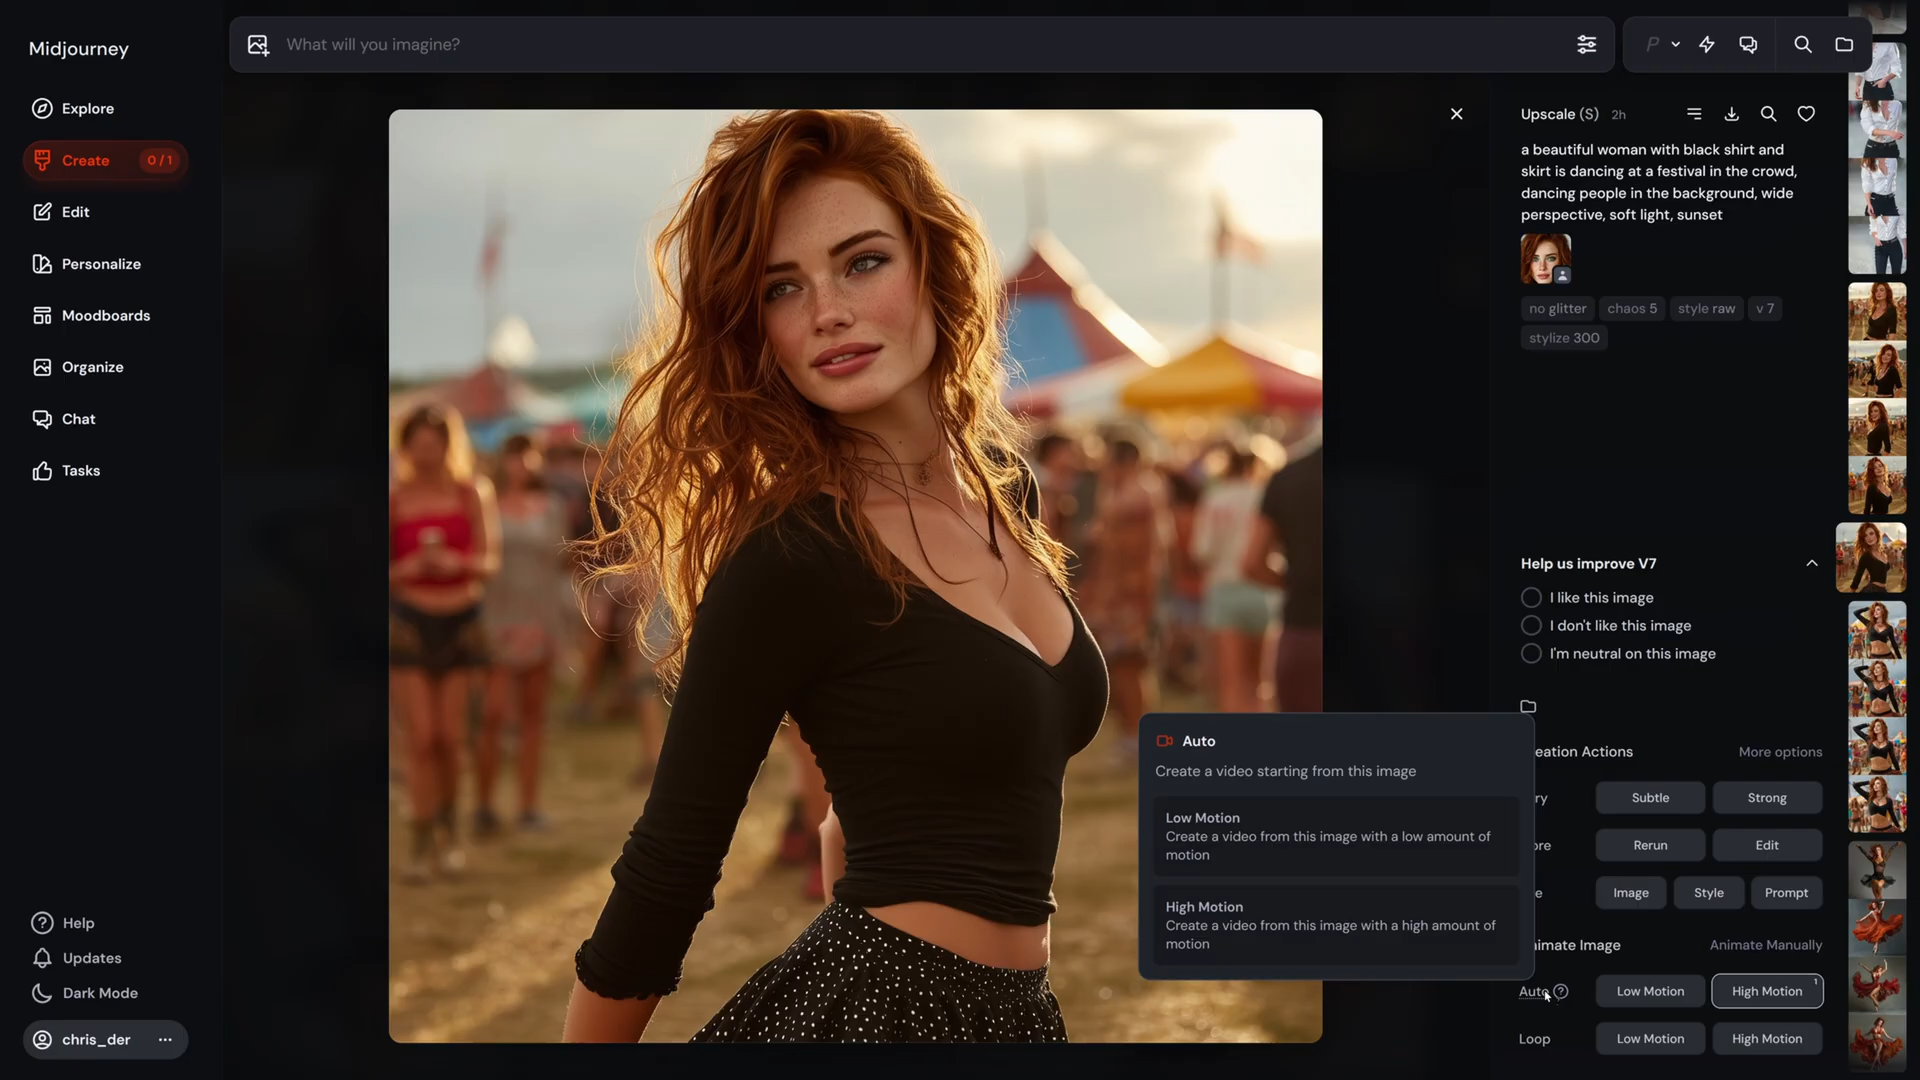 Midjourney
Explore
Create 0 / 1
Edit
Personalize
Moodboards
Organize
Chat
Tasks
Help
Updates
Dark Mode
chris_der
What will you imagine?
P
Upscale (S) 2h
a beautiful woman with black shirt and
skirt is dancing at a festival in the crowd,
dancing people in the background, wide
perspective, soft light, sunset
no glitter chaos 5 style raw v 7
stylize 300
Help us improve V7
I like this image
I don't like this image
I'm neutral on this image
Auto
Create a video starting from this image
Low Motion
Create a video from this image with a low amount of
motion
High Motion
Create a video from this image with a high amount of
motion
eation Actions More options
ry Subtle Strong
ore Rerun Edit
e Image Style Prompt
nimate Image Animate Manually
Auto Low Motion High Motion 1
Loop Low Motion High Motion